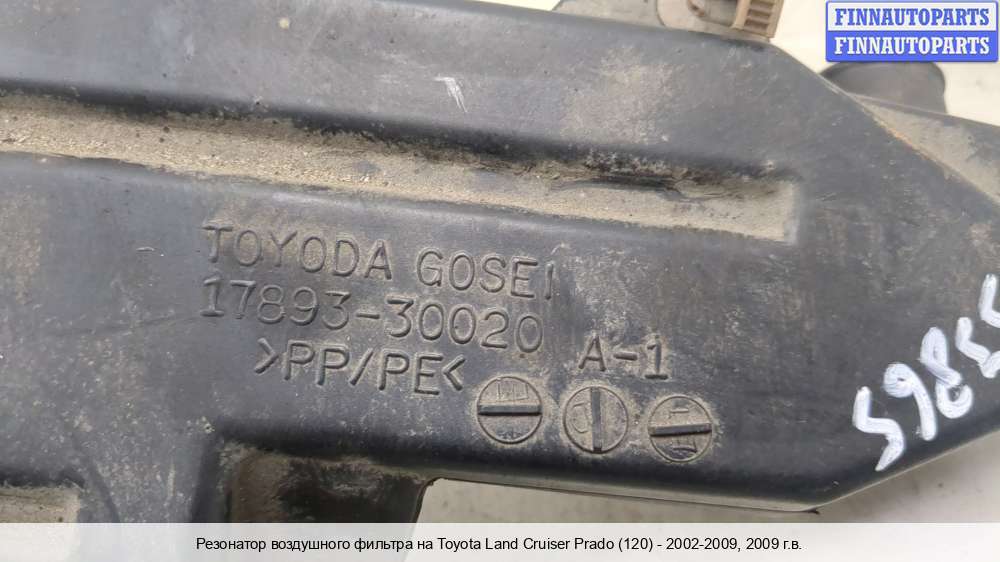 FINNAUTOPARTS
FINNAUTOPARTS
TOYODA GOSEI
17893-30020 A-1
>PP/PE<
Резонатор воздушного фильтра на Toyota Land Cruiser Prado (120) - 2002-2009, 2009 г.в.